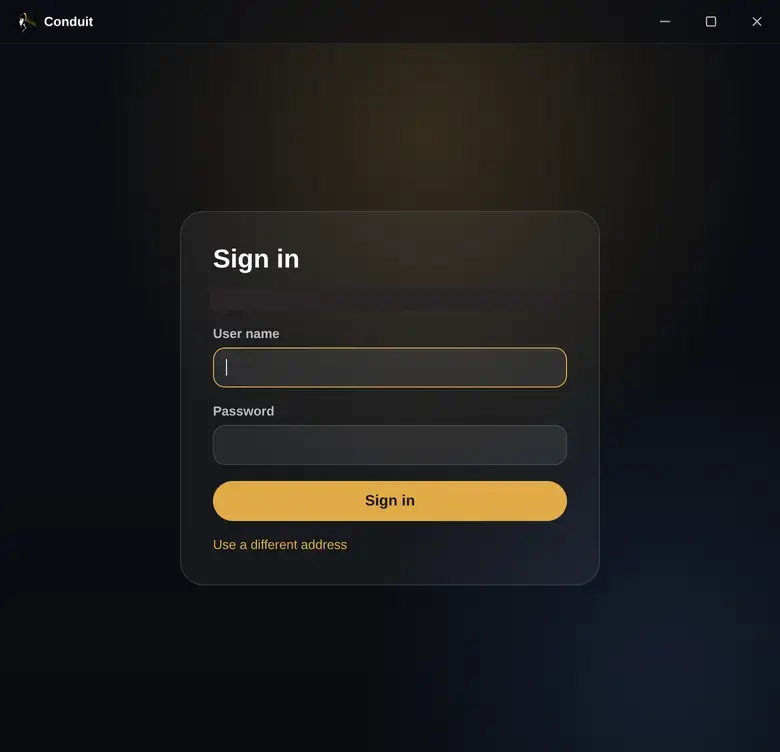 Conduit
Sign in
User name
Password
Sign in
Use a different address